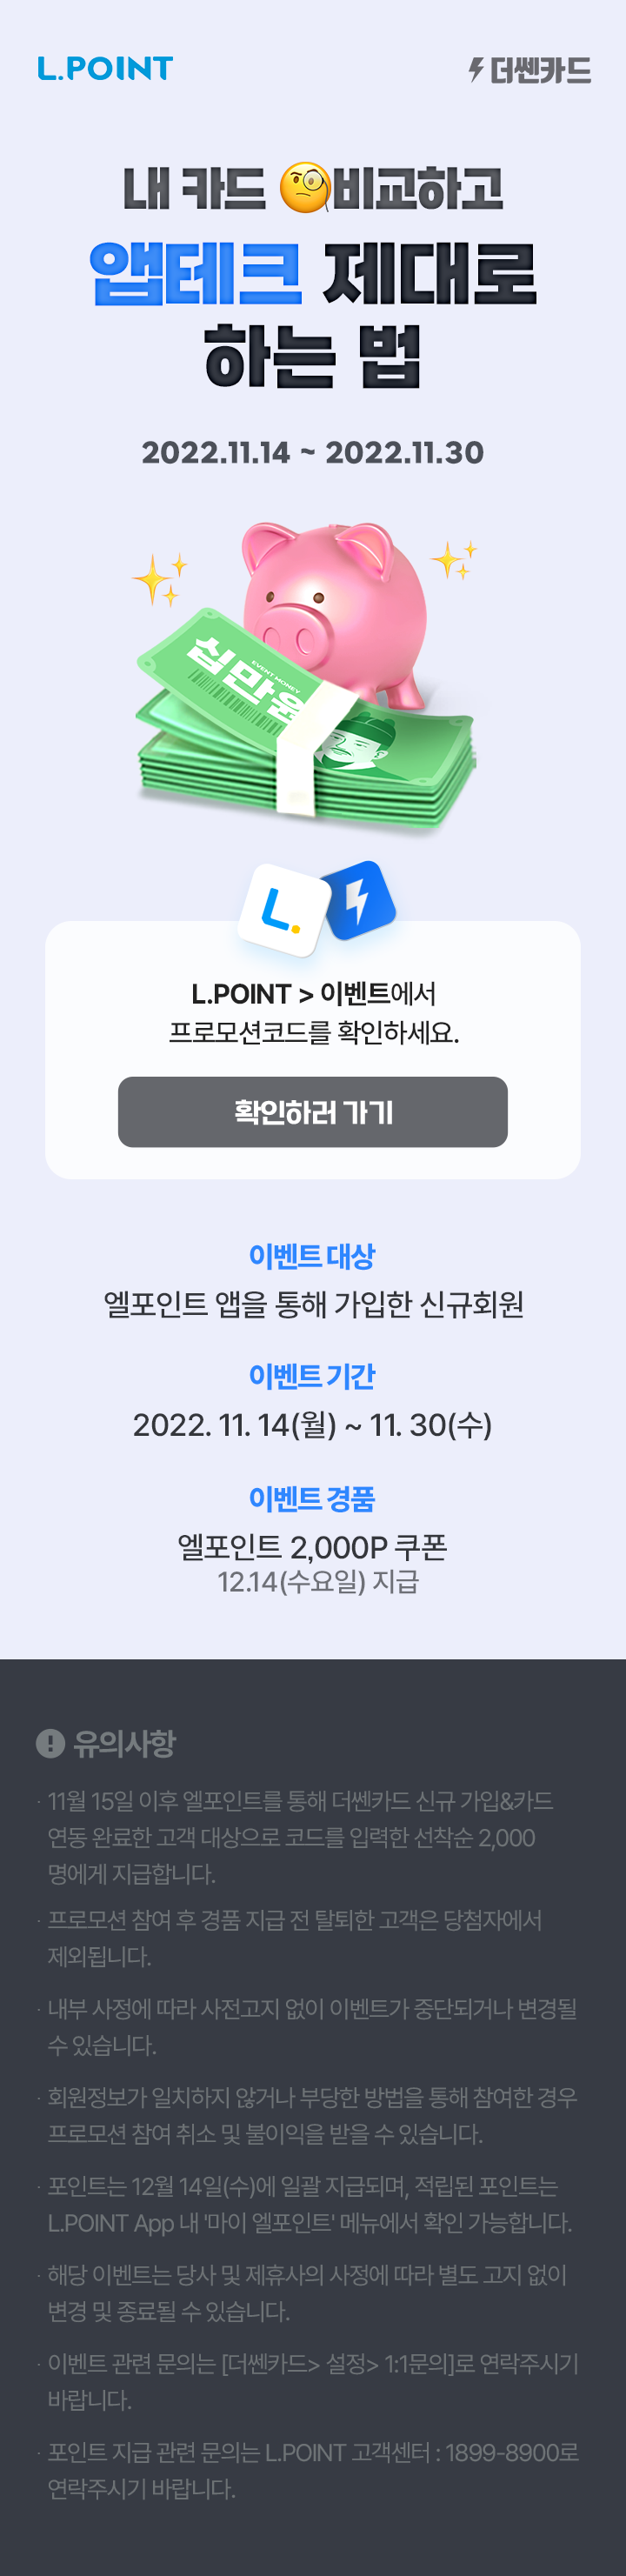 L.POINT
더쎈카드
내 카드 비교하고
앱테크 제대로
하는 법
2022.11.14 ~ 2022.11.30
EVENT MONEY
십만원
L.
L.POINT > 이벤트에서
프로모션코드를 확인하세요.
확인하러 가기
이벤트 대상
엘포인트 앱을 통해 가입한 신규회원
이벤트 기간
2022. 11. 14(월) ~ 11. 30(수)
이벤트 경품
엘포인트 2,000P 쿠폰
12.14(수요일) 지급
유의사항
· 11월 15일 이후 엘포인트를 통해 더쎈카드 신규 가입&카드
연동 완료한 고객 대상으로 코드를 입력한 선착순 2,000
명에게 지급합니다.
· 프로모션 참여 후 경품 지급 전 탈퇴한 고객은 당첨자에서
제외됩니다.
· 내부 사정에 따라 사전고지 없이 이벤트가 중단되거나 변경될
수 있습니다.
· 회원정보가 일치하지 않거나 부당한 방법을 통해 참여한 경우
프로모션 참여 취소 및 불이익을 받을 수 있습니다.
· 포인트는 12월 14일(수)에 일괄 지급되며, 적립된 포인트는
L.POINT App 내 '마이 엘포인트' 메뉴에서 확인 가능합니다.
· 해당 이벤트는 당사 및 제휴사의 사정에 따라 별도 고지 없이
변경 및 종료될 수 있습니다.
· 이벤트 관련 문의는 [더쎈카드> 설정> 1:1문의]로 연락주시기
바랍니다.
· 포인트 지급 관련 문의는 L.POINT 고객센터 : 1899-8900로
연락주시기 바랍니다.